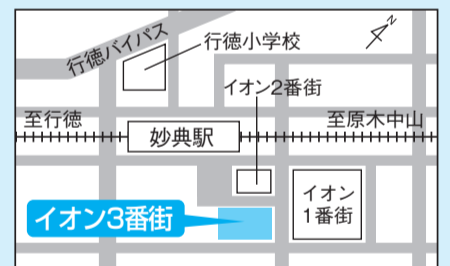 行徳バイパス
行徳小学校
N
イオン2番街
至行徳
至原木中山
妙典駅
イオン
1番街
イオン3番街